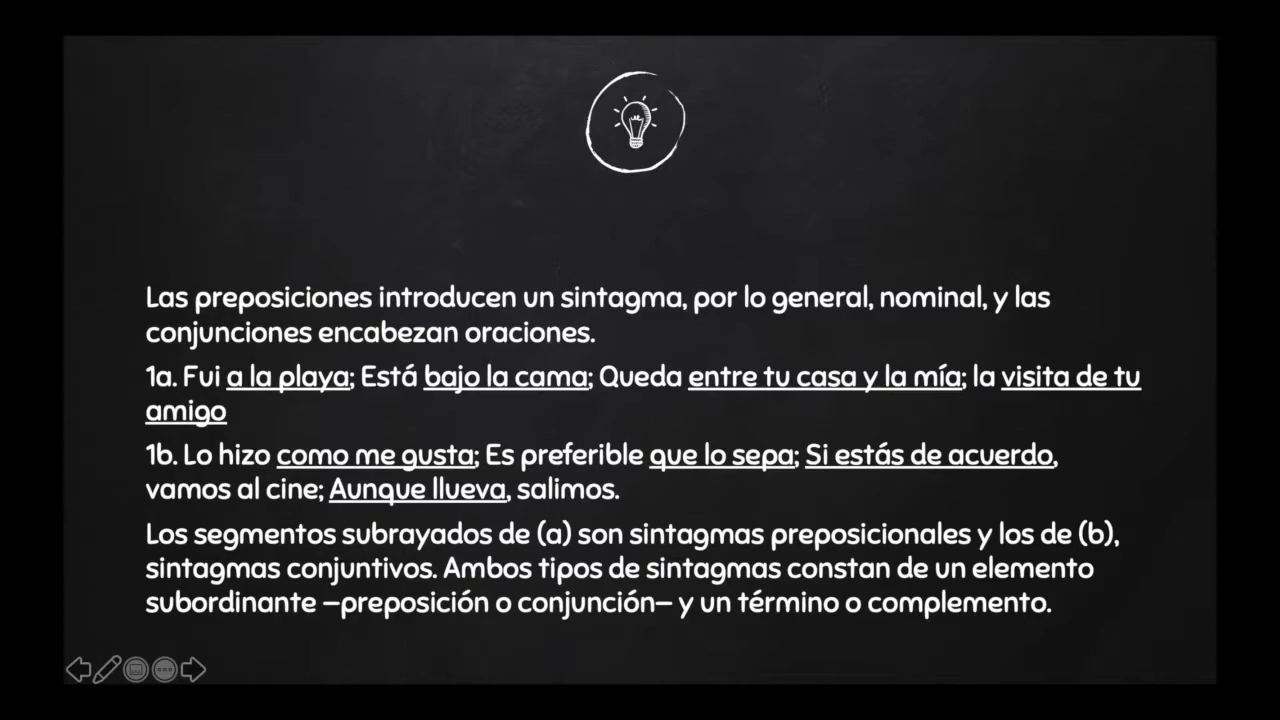 Las preposiciones introducen un sintagma, por lo general, nominal, y las
conjunciones encabezan oraciones.
1a. Fui a la playa; Está bajo la cama; Queda entre tu casa y la mía; la visita de tu
amigo
1b. Lo hizo como me gusta; Es preferible que lo sepa; Si estás de acuerdo,
vamos al cine; Aunque llueva, salimos.
Los segmentos subrayados de (a) son sintagmas preposicionales y los de (b),
sintagmas conjuntivos. Ambos tipos de sintagmas constan de un elemento
subordinante –preposición o conjunción– y un término o complemento.